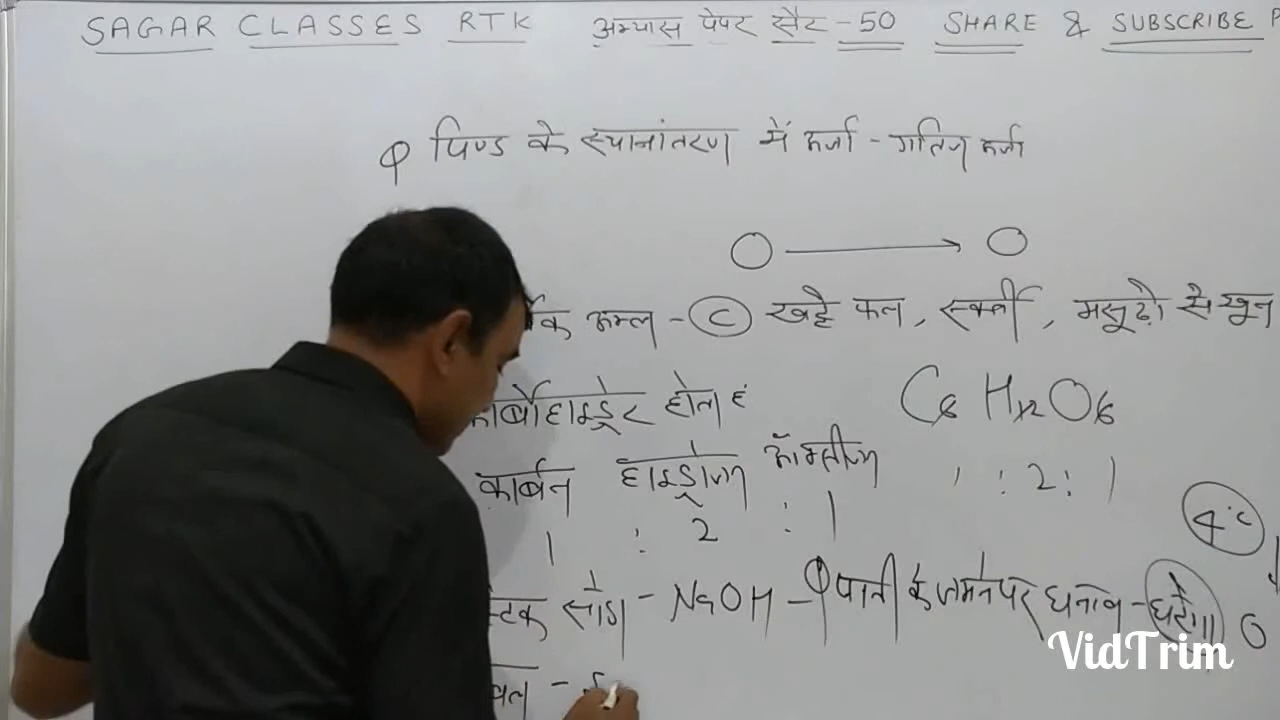 SAGAR CLASSES RTK अभ्यास पेपर सैट - 50 SHARE & SUBSCRIBE
पिण्ड के स्थानांतरण में ऊर्जा - गतिज ऊर्जा
क अम्ल - C खट्टे फल, स्कर्वी, मसूढ़ो से खून
कार्बोहाइड्रेट होता है C6 H12 O6
कार्बन हाइड्रोजन ऑक्सीजन 1 : 2 : 1
1 : 2 : 1
4°C
स्टिक सोडा - NaOH - पानी के जमने पर घनत्व - घटेगा 0
VidTrim